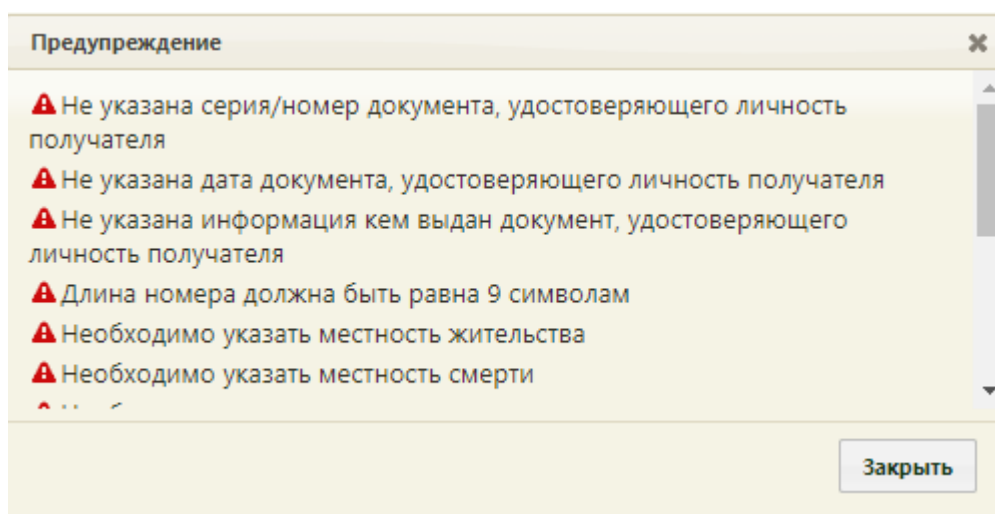 Предупреждение
Не указана серия/номер документа, удостоверяющего личность
получателя
Не указана дата документа, удостоверяющего личность получателя
Не указана информация кем выдан документ, удостоверяющего
личность получателя
Длина номера должна быть равна 9 символам
Необходимо указать местность жительства
Необходимо указать местность смерти
Закрыть